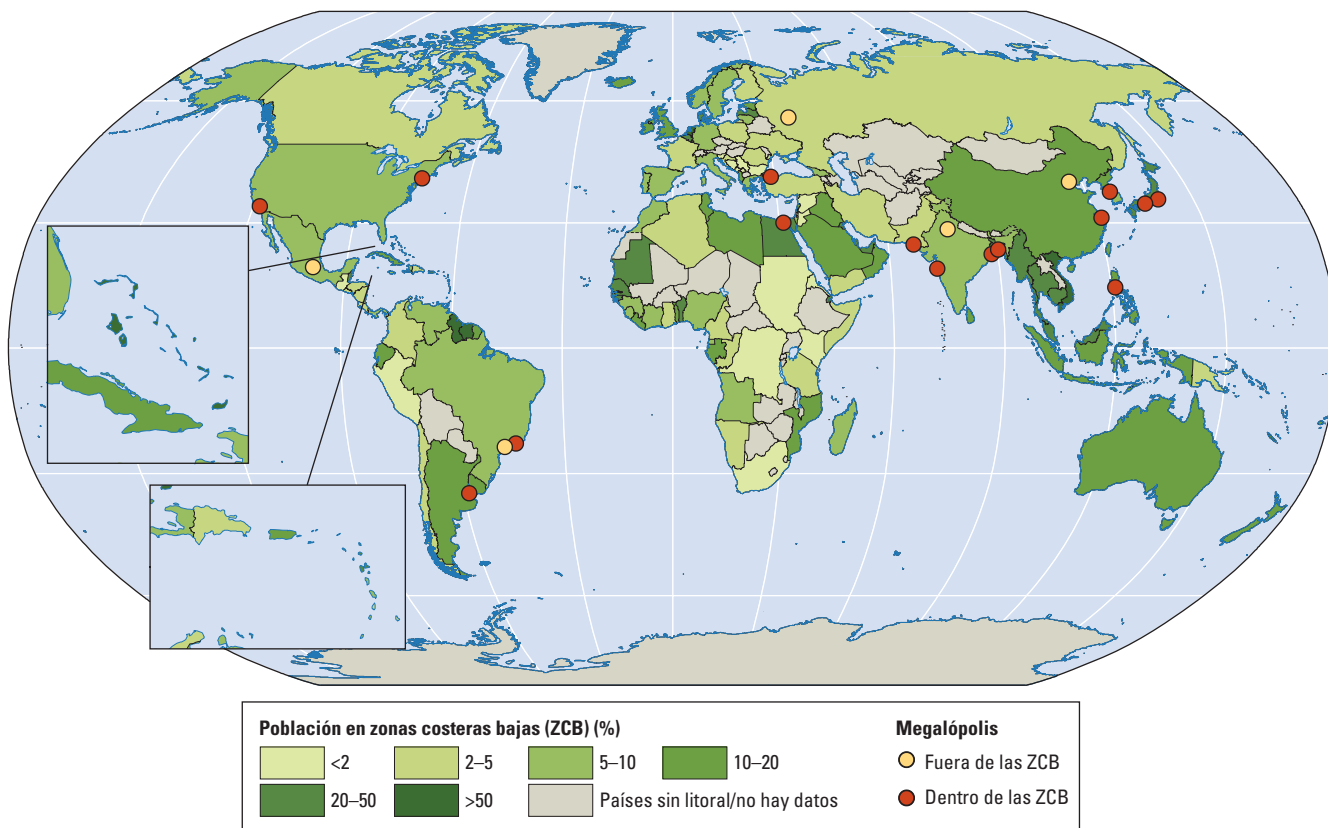 Población en zonas costeras bajas (ZCB) (%)
<2
2–5
5–10
10–20
20–50
>50
Países sin litoral/no hay datos
Megalópolis
Fuera de las ZCB
Dentro de las ZCB